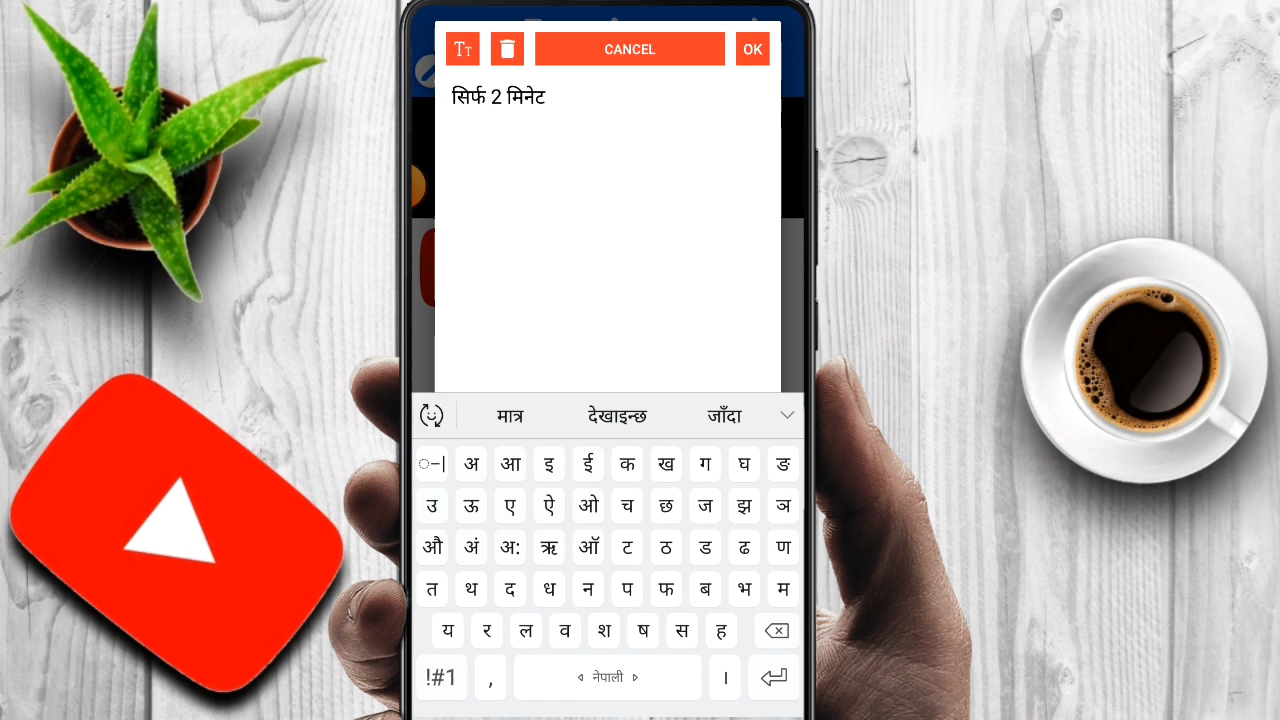 Tт CANCEL OK
सिर्फ 2 मिनेट
मात्र देखाइन्छ जाँदा
अ आ इ ई क ख ग घ ङ
उ ऊ ए ऐ ओ च छ ज झ ञ
औ अं अः ऋ ऑ ट ठ ड ढ ण
त थ द ध न प फ ब भ म
य र ल व श ष स ह
!#1 , नेपाली ।